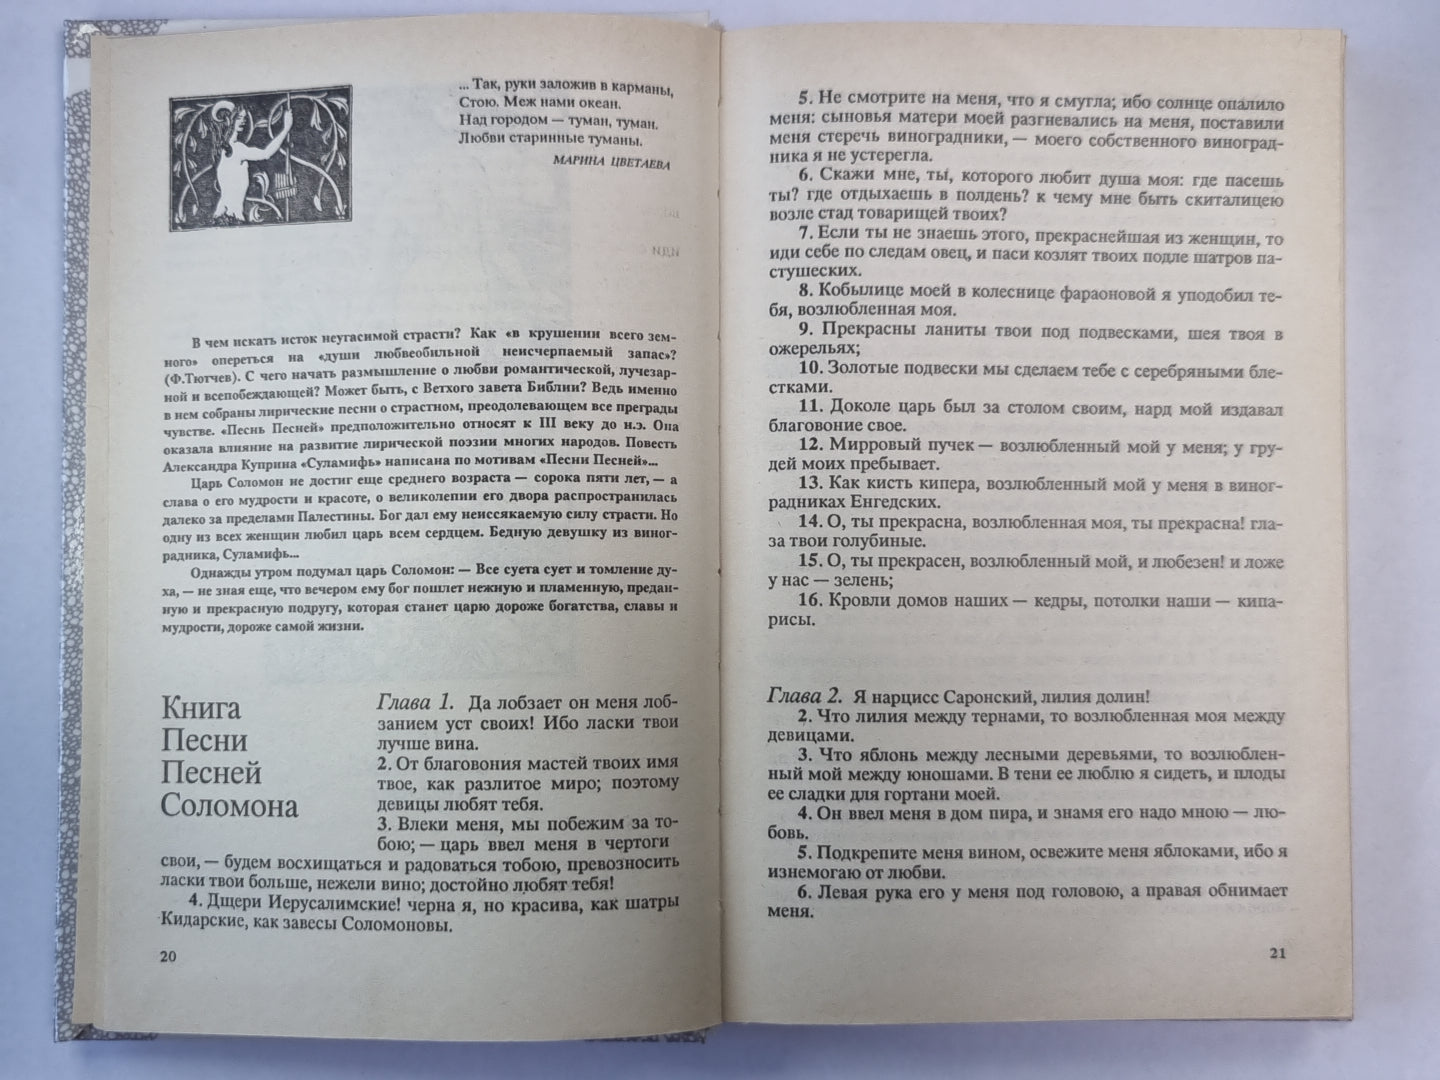 ... Так, руки заложив в карманы,
Стою. Меж нами океан.
Над городом — туман, туман.
Любви старинные туманы.
МАРИНА ЦВЕТАЕВА
В чем искать исток неугасимой страсти? Как «в крушении всего зем-
ного» опереться на «души любвеобильной неисчерпаемый запас»?
(Ф.Тютчев). С чего начать размышление о любви романтической, лучезар-
ной и всепобеждающей? Может быть, с Ветхого завета Библии? Ведь именно
в нем собраны лирические песни о страстном, преодолевающем все преграды
чувстве. «Песнь Песней» предположительно относят к III веку до н.э. Она
оказала влияние на развитие лирической поэзии многих народов. Повесть
Александра Куприна «Суламифь» написана по мотивам «Песни Песней»...
Царь Соломон не достиг еще среднего возраста — сорока пяти лет, — а
слава о его мудрости и красоте, о великолепии его двора распространилась
далеко за пределами Палестины. Бог дал ему неиссякаемую силу страсти. Но
одну из всех женщин любил царь всем сердцем. Бедную девушку из вино-
градника, Суламифь...
Однажды утром подумал царь Соломон: — Все суета сует и томление ду-
ха, — не зная еще, что вечером ему бог пошлет нежную и пламенную, предан-
ную и прекрасную подругу, которая станет царю дороже богатства, славы и
мудрости, дороже самой жизни.
Книга
Песни
Песней
Соломона
Глава 1. Да лобзает он меня лоб-
занием уст своих! Ибо ласки твои
лучше вина.
2. От благовония мастей твоих имя
твое, как разлитое миро; поэтому
девицы любят тебя.
3. Влеки меня, мы побежим за то-
бою; — царь ввел меня в чертоги
свои, — будем восхищаться и радоваться тобою, превозносить
ласки твои больше, нежели вино; достойно любят тебя!
4. Дщери Иерусалимские! черна я, но красива, как шатры
Кидарские, как завесы Соломоновы.
20
5. Не смотрите на меня, что я смугла; ибо солнце опалило
меня: сыновья матери моей разгневались на меня, поставили
меня стеречь виноградники, — моего собственного виноград-
ника я не устерегла.
6. Скажи мне, ты, которого любит душа моя: где пасешь
ты? где отдыхаешь в полдень? к чему мне быть скиталицею
возле стад товарищей твоих?
7. Если ты не знаешь этого, прекраснейшая из женщин, то
иди себе по следам овец, и паси козлят твоих подле шатров па-
стушеских.
8. Кобылице моей в колеснице фараоновой я уподобил те-
бя, возлюбленная моя.
9. Прекрасны ланиты твои под подвесками, шея твоя в
ожерельях;
10. Золотые подвески мы сделаем тебе с серебряными бле-
стками.
11. Доколе царь был за столом своим, нард мой издавал
благовоние свое.
12. Мирровый пучек — возлюбленный мой у меня; у гру-
дей моих пребывает.
13. Как кисть кипера, возлюбленный мой у меня в виног-
радниках Енгедских.
14. О, ты прекрасна, возлюбленная моя, ты прекрасна! гла-
за твои голубиные.
15. О, ты прекрасен, возлюбленный мой, и любезен! и ложе
у нас — зелень;
16. Кровли домов наших — кедры, потолки наши — кипа-
рисы.
Глава 2. Я нарцисс Саронский, лилия долин!
2. Что лилия между тернами, то возлюбленная моя между
девицами.
3. Что яблонь между лесными деревьями, то возлюблен-
ный мой между юношами. В тени ее люблю я сидеть, и плоды
ее сладки для гортани моей.
4. Он ввел меня в дом пира, и знамя его надо мною — лю-
бовь.
5. Подкрепите меня вином, освежите меня яблоками, ибо я
изнемогаю от любви.
6. Левая рука его у меня под головою, а правая обнимает
меня.
21